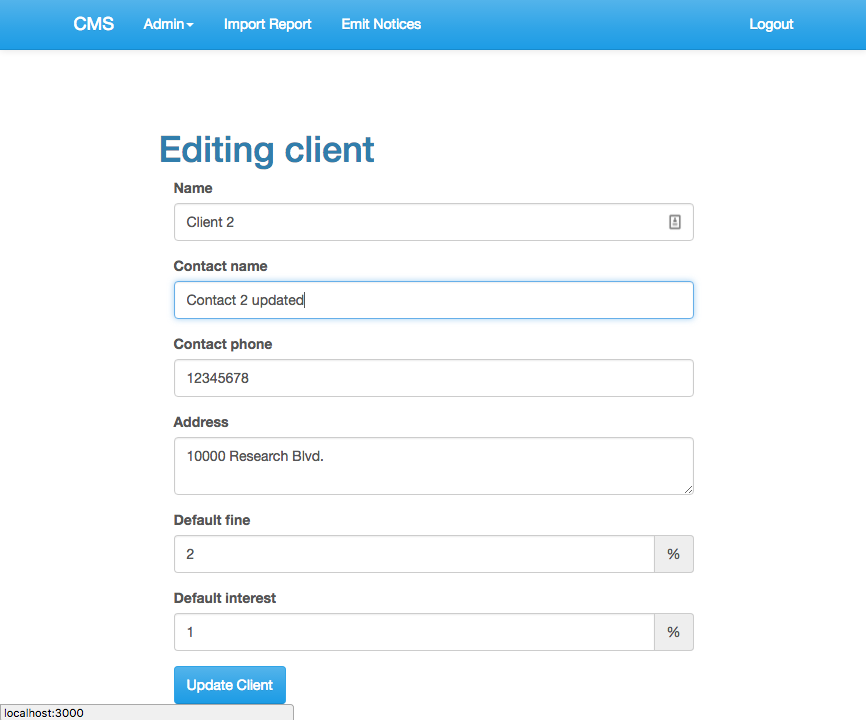 CMS Admin Import Report Emit Notices Logout
Editing client
Name
Client 2
Contact name
Contact 2 updated
Contact phone
12345678
Address
10000 Research Blvd.
Default fine
2 %
Default interest
1 %
Update Client
localhost:3000